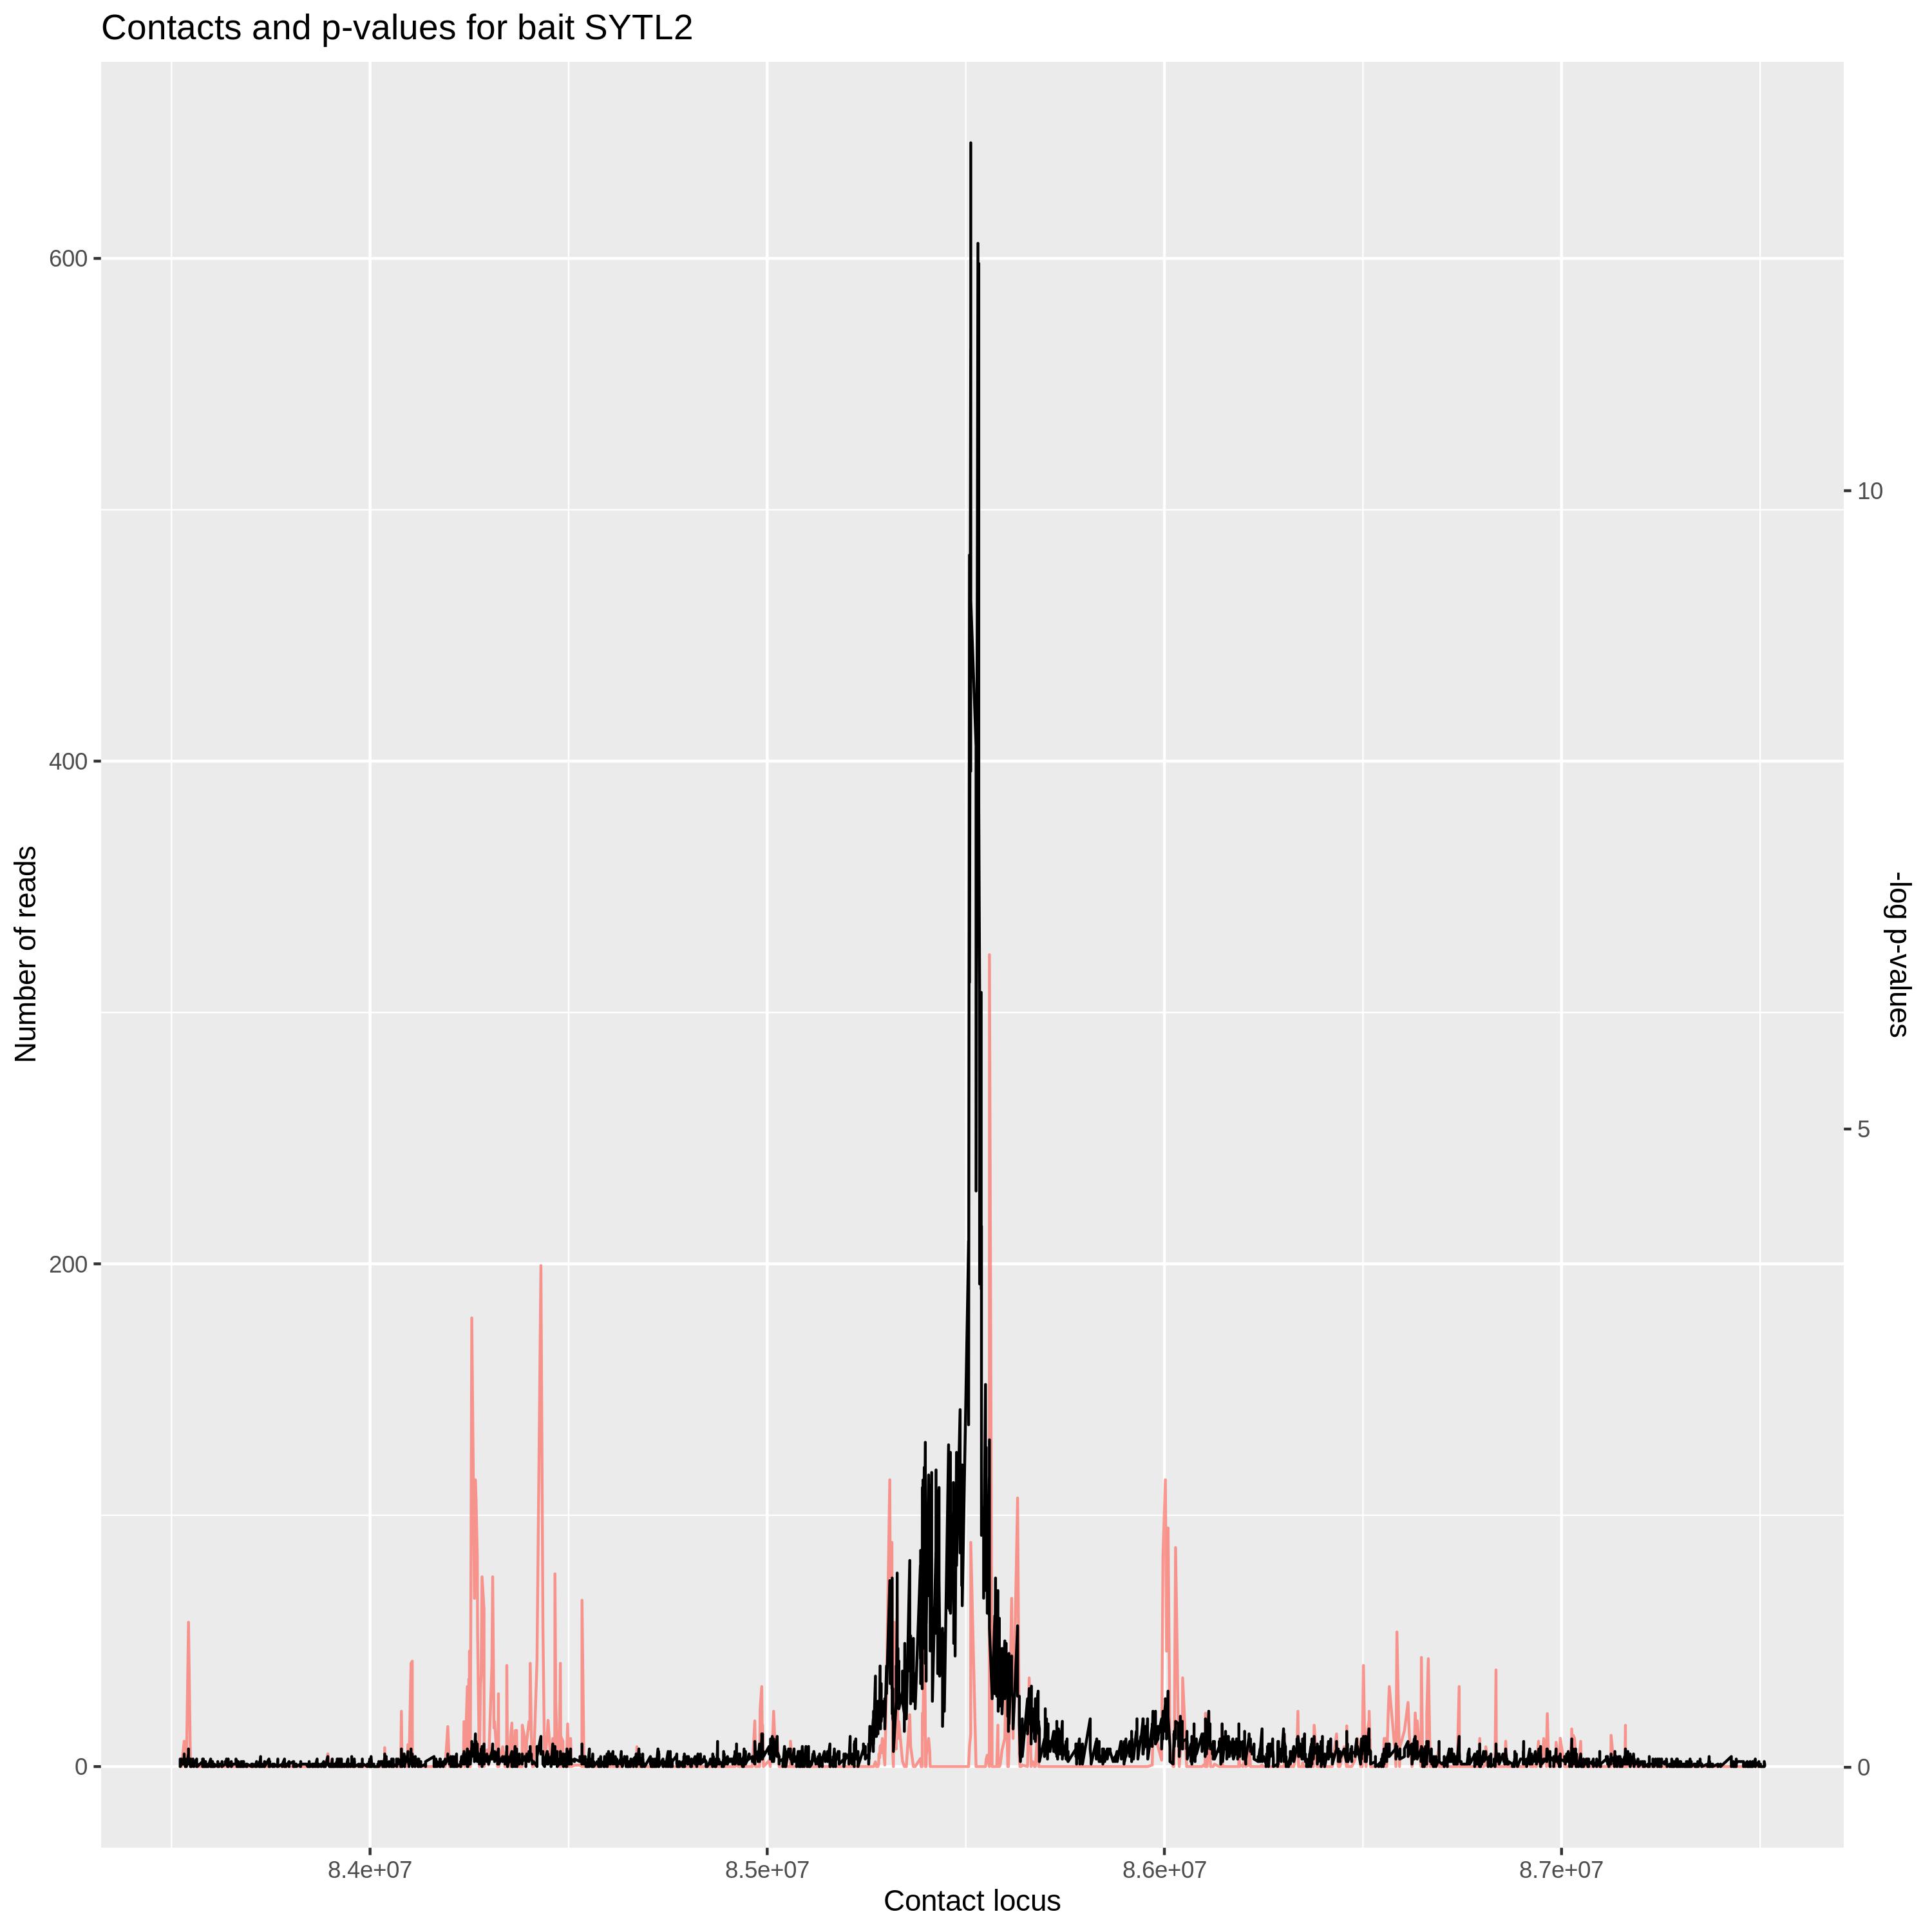 Contacts and p-values for bait SYTL2
Number of reads
600
400
200
0
10
5
0
-log p-values
8.4e+07
8.5e+07
8.6e+07
8.7e+07
Contact locus